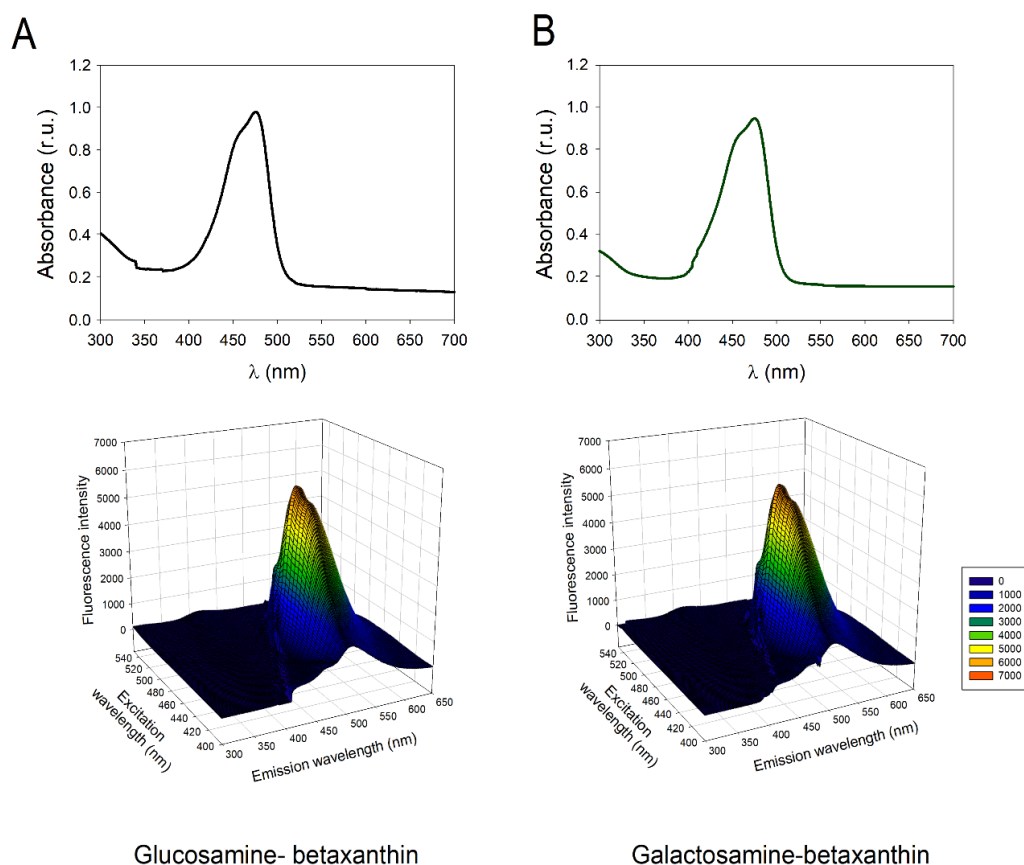 A
B
1.2
1.0
0.8
0.6
0.4
0.2
0.0
Absorbance (r.u.)
300 350 400 450 500 550 600 650 700
λ (nm)
1.2
1.0
0.8
0.6
0.4
0.2
0.0
Absorbance (r.u.)
300 350 400 450 500 550 600 650 700
λ (nm)
7000
6000
5000
4000
3000
2000
1000
0
Fluorescence intensity
540
520
500
480
460
440
420
400
Excitation
wavelength (nm)
300 350 400 450 500 550 600 650
Emission wavelength (nm)
7000
6000
5000
4000
3000
2000
1000
0
Fluorescence intensity
540
520
500
480
460
440
420
400
Excitation
wavelength (nm)
300 350 400 450 500 550 600 650
Emission wavelength (nm)
0
1000
2000
3000
4000
5000
6000
7000
Glucosamine- betaxanthin
Galactosamine-betaxanthin